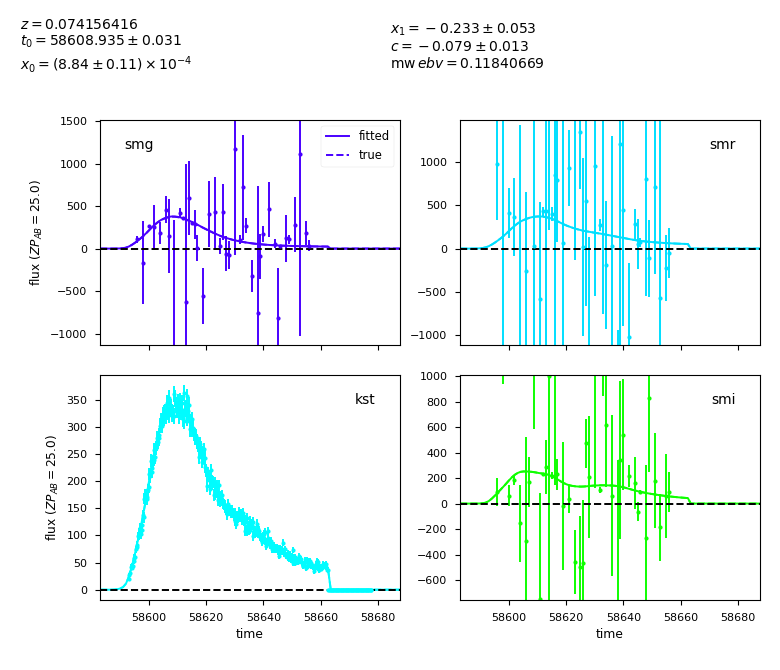 z = 0.074156416
t₀ = 58608.935 ± 0.031
x₀ = (8.84 ± 0.11) × 10⁻⁴
x₁ = −0.233 ± 0.053
c = −0.079 ± 0.013
mw ebv = 0.11840669
smg
fitted
true
1500
1000
500
0
−500
−1000
flux (ZP_AB = 25.0)
smr
1000
500
0
−500
−1000
kst
350
300
250
200
150
100
50
0
flux (ZP_AB = 25.0)
58600 58620 58640 58660 58680
time
smi
1000
800
600
400
200
0
−200
−400
−600
58600 58620 58640 58660 58680
time